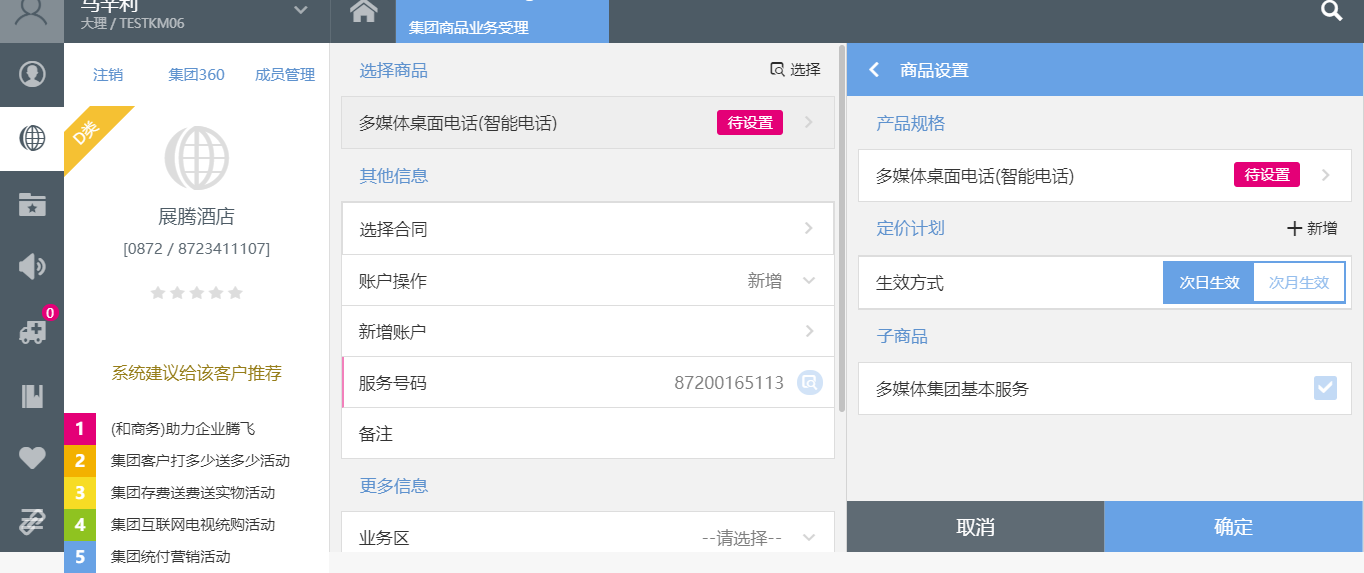 大理 / TESTKM06
集团商品业务受理
注销
集团360
成员管理
D类
展腾酒店
[0872 / 8723411107]
0
系统建议给该客户推荐
1 (和商务)助力企业腾飞
2 集团客户打多少送多少活动
3 集团存费送费送实物活动
4 集团互联网电视统购活动
5 集团统付营销活动
选择商品
选择
多媒体桌面电话(智能电话)
待设置
其他信息
选择合同
账户操作
新增
新增账户
服务号码
87200165113
备注
更多信息
业务区
--请选择--
商品设置
产品规格
多媒体桌面电话(智能电话)
待设置
定价计划
新增
生效方式
次日生效
次月生效
子商品
多媒体集团基本服务
取消
确定